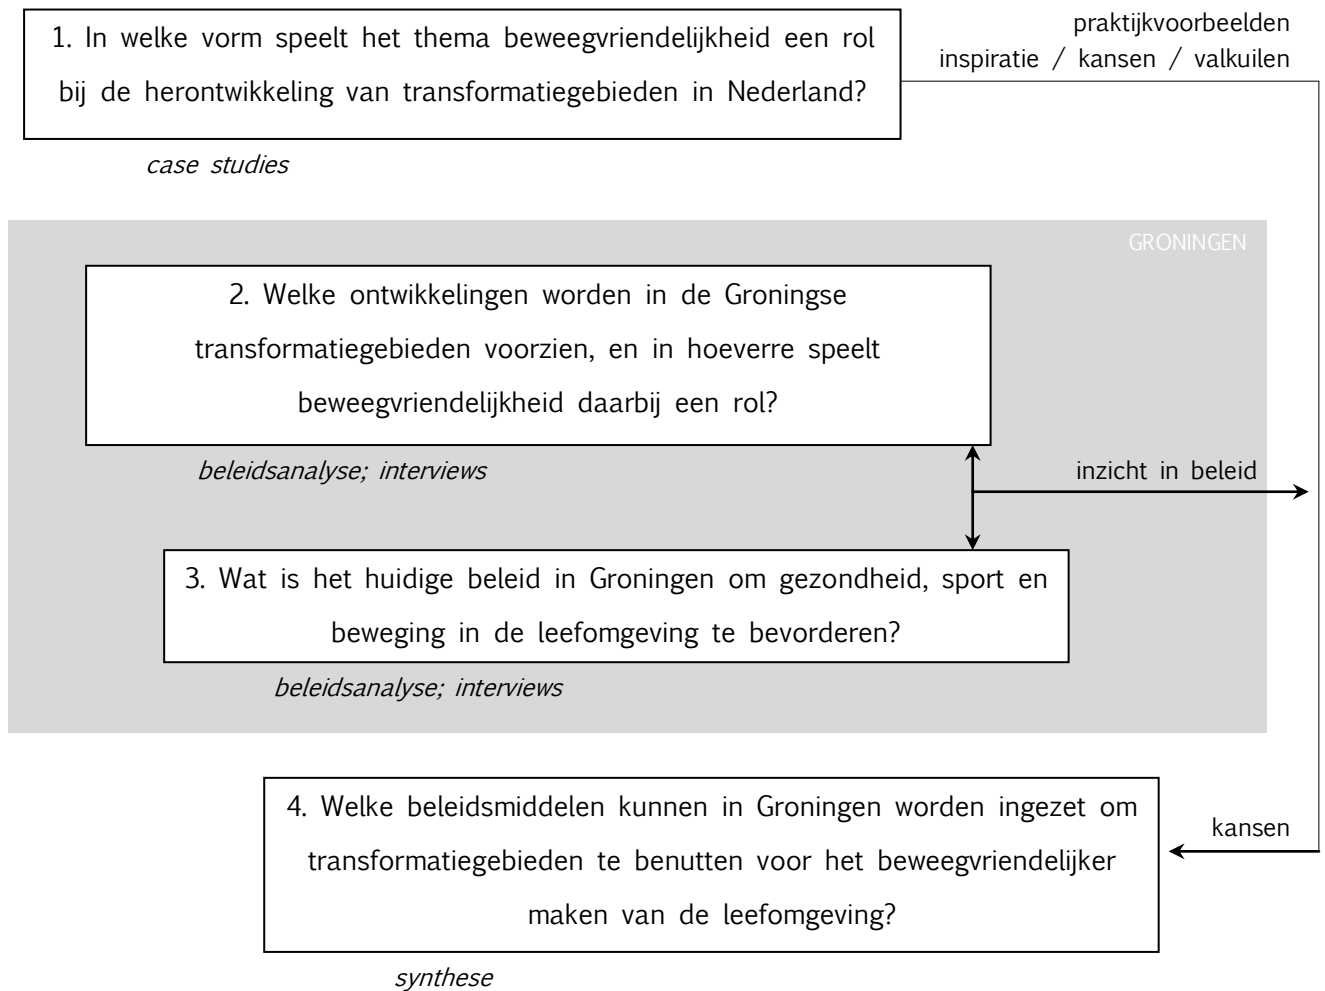 1. In welke vorm speelt het thema beweegvriendelijkheid een rol
bij de herontwikkeling van transformatiegebieden in Nederland?
praktijkvoorbeelden
inspiratie / kansen / valkuilen
case studies
GRONINGEN
2. Welke ontwikkelingen worden in de Groningse
transformatiegebieden voorzien, en in hoeverre speelt
beweegvriendelijkheid daarbij een rol?
beleidsanalyse; interviews
inzicht in beleid
3. Wat is het huidige beleid in Groningen om gezondheid, sport en
beweging in de leefomgeving te bevorderen?
beleidsanalyse; interviews
4. Welke beleidsmiddelen kunnen in Groningen worden ingezet om
transformatiegebieden te benutten voor het beweegvriendelijker
maken van de leefomgeving?
kansen
synthese